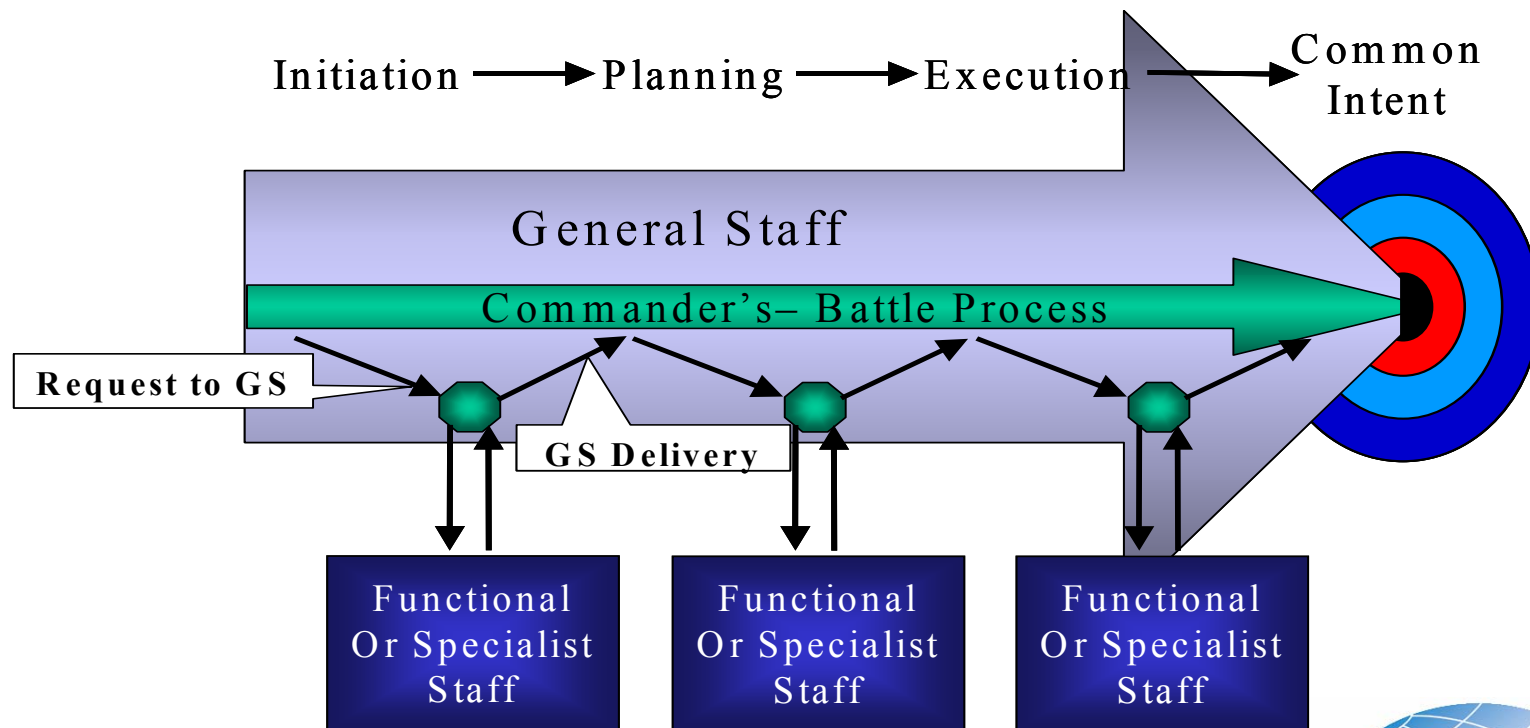 Initiation
Planning
Execution
Common
Intent
General Staff
Commander's– Battle Process
Request to GS
GS Delivery
Functional
Or Specialist
Staff
Functional
Or Specialist
Staff
Functional
Or Specialist
Staff